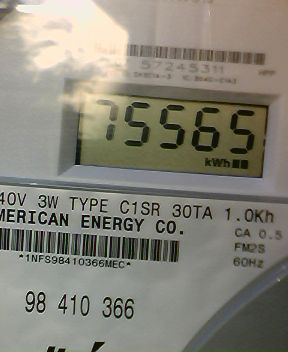 57245311
75565
kWh
40V 3W TYPE C1SR 30TA 1.0Kh
MERICAN ENERGY CO.
CA 0.5
FM2S
*1NFS98410366MEC*
60Hz
98 410 366